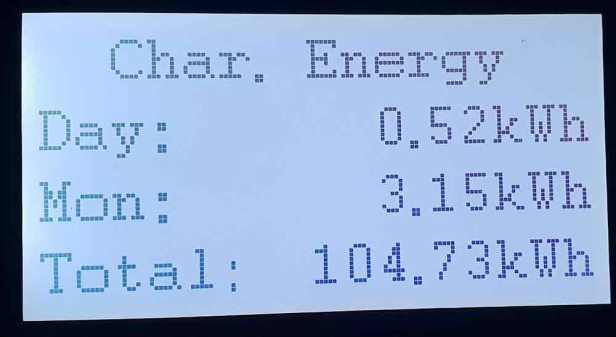 Char. Energy
Day: 0.52kWh
Mon: 3.15kWh
Total: 104.73kWh